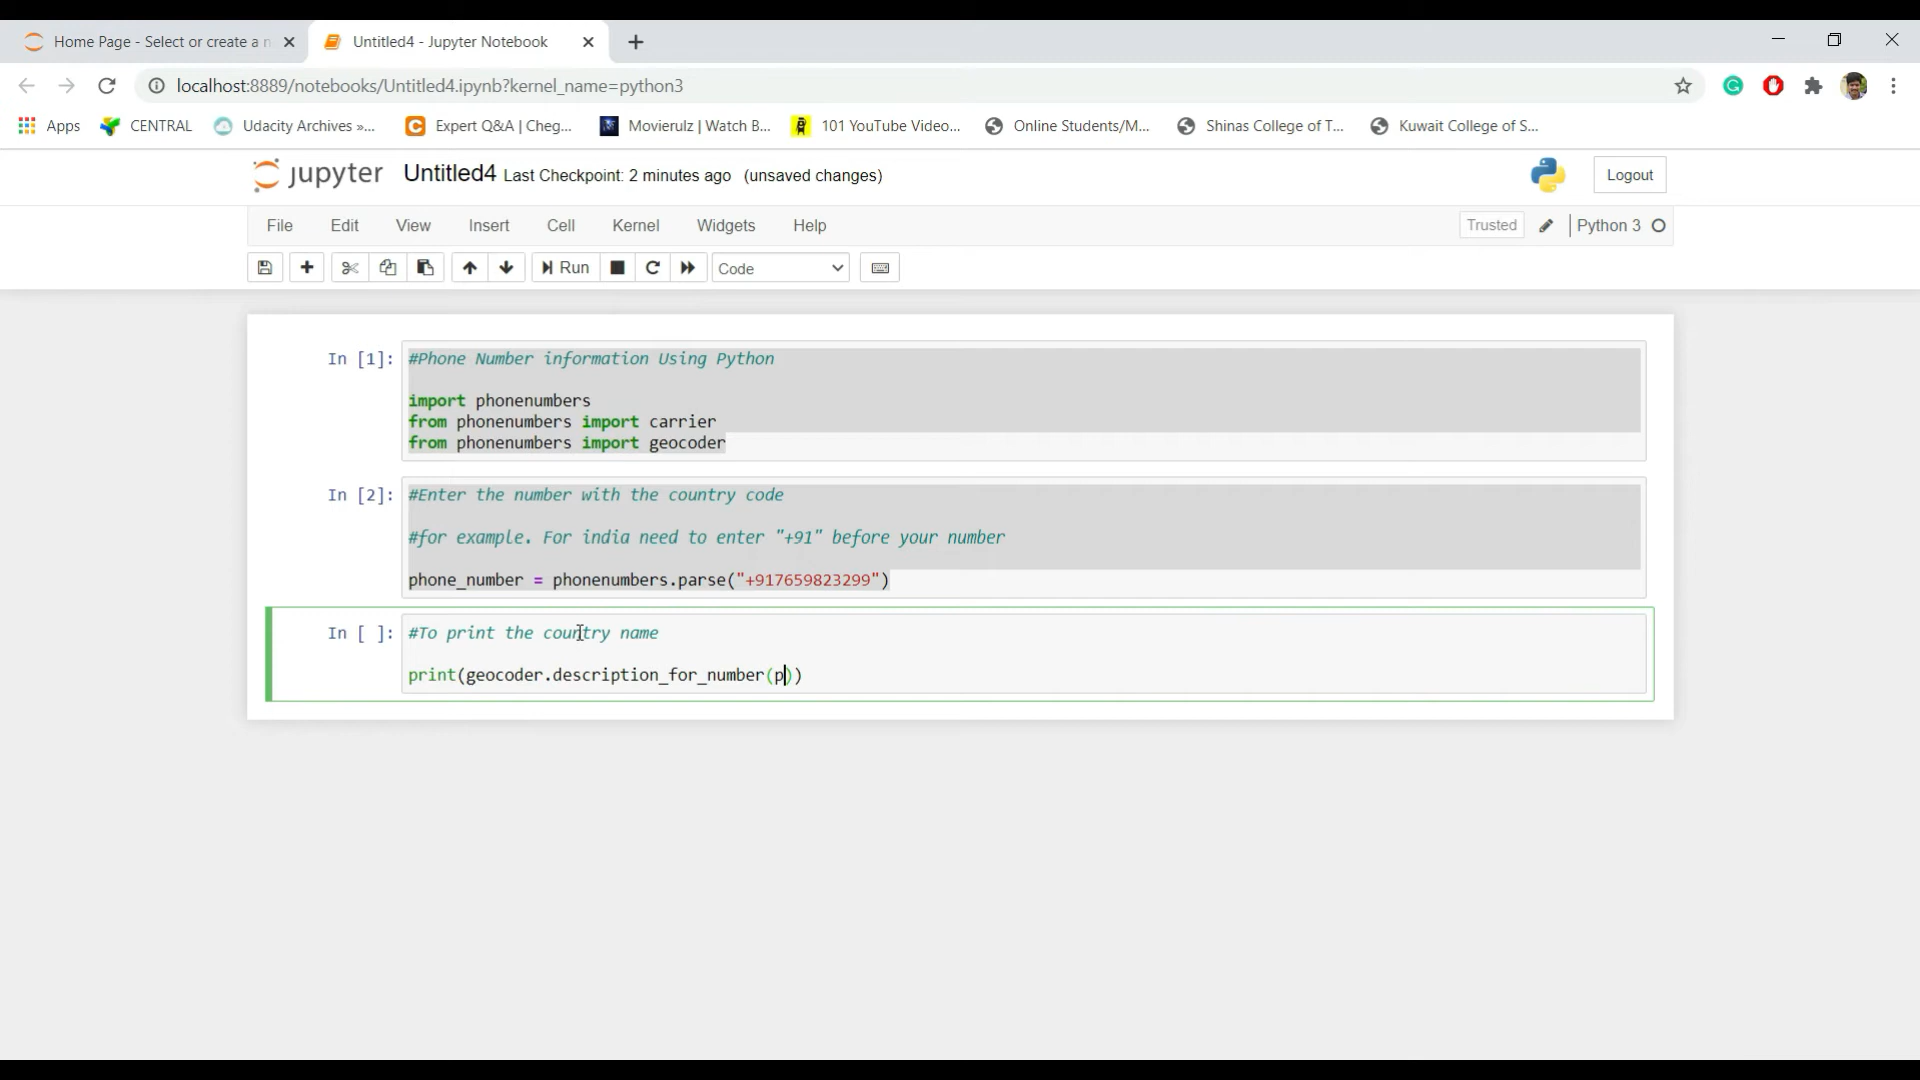 Home Page - Select or create a n
Untitled4 - Jupyter Notebook
localhost:8889/notebooks/Untitled4.ipynb?kernel_name=python3
Apps
CENTRAL
Udacity Archives »...
Expert Q&A | Cheg...
Movierulz | Watch B...
101 YouTube Video...
Online Students/M...
Shinas College of T...
Kuwait College of S...
jupyter
Untitled4 Last Checkpoint: 2 minutes ago (unsaved changes)
Logout
File Edit View Insert Cell Kernel Widgets Help
Trusted
Python 3
Run
Code
In [1]:
#Phone Number information Using Python
import phonenumbers
from phonenumbers import carrier
from phonenumbers import geocoder
In [2]:
#Enter the number with the country code
#for example. For india need to enter "+91" before your number
phone_number = phonenumbers.parse("+917659823299")
In [ ]:
#To print the country name
print(geocoder.description_for_number(p))